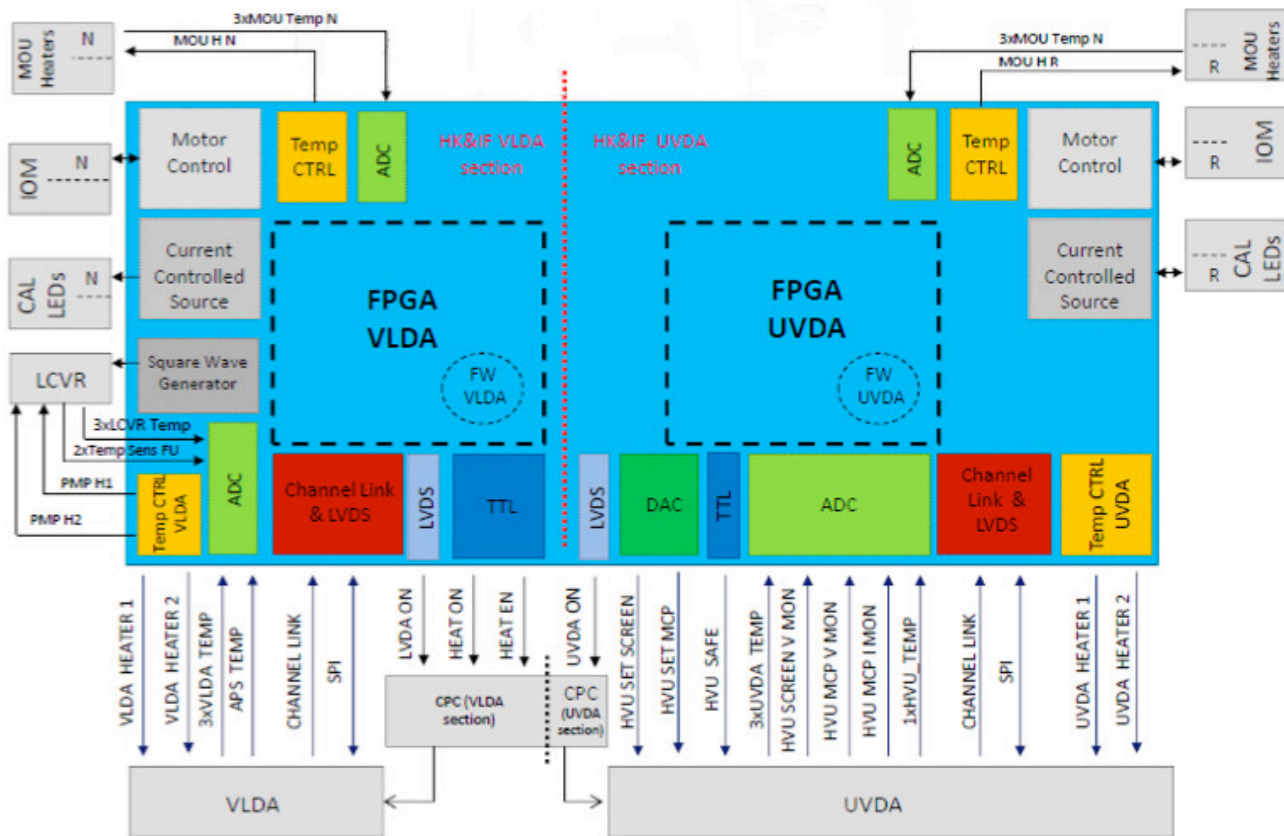 3xMOU Temp N
MOU H N
MOU
Heaters
N
3xMOU Temp N
MOU H R
R
MOU
Heaters
IOM
N
Motor
Control
Temp
CTRL
ADC
HK&IF VLDA
section
HK&IF UVDA
section
ADC
Temp
CTRL
Motor
Control
R
IOM
CAL
LEDs
N
Current
Controlled
Source
FPGA
VLDA
FW
VLDA
FPGA
UVDA
FW
UVDA
Current
Controlled
Source
R
CAL
LEDs
LCVR
Square Wave
Generator
3xLCVR Temp
2xTemp Sens FU
PMP H1
PMP H2
Temp CTRL
VLDA
ADC
Channel Link
& LVDS
LVDS
TTL
LVDS
DAC
TTL
ADC
Channel
Link &
LVDS
Temp CTRL
UVDA
VLDA HEATER 1
VLDA HEATER 2
3xVLDA TEMP
APS TEMP
CHANNEL LINK
SPI
LVDA ON
HEAT ON
HEAT EN
UVDA ON
HVU SET SCREEN
HVU SET MCP
HVU SAFE
3xUVDA TEMP
HVU SCREEN V MON
HVU MCP V MON
HVU MCP I MON
1xHVU_TEMP
CHANNEL LINK
SPI
UVDA HEATER 1
UVDA HEATER 2
CPC (VLDA
section)
CPC
(UVDA
section)
VLDA
UVDA